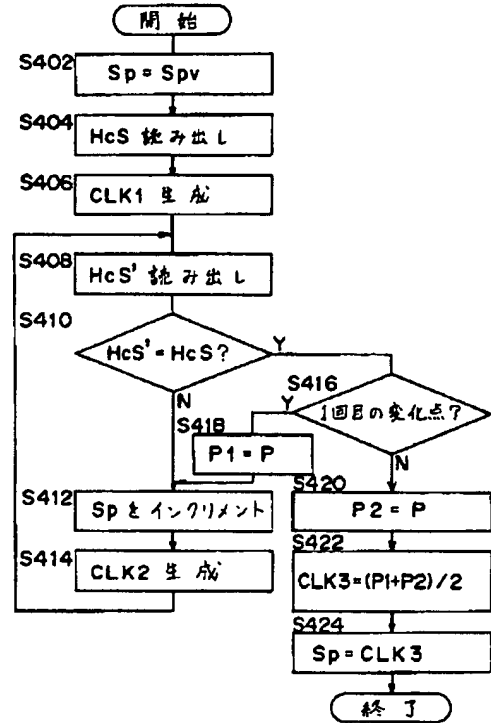 開始
S402
Sp = Spv
S404
HcS 読み出し
S406
CLK1 生成
S408
HcS' 読み出し
S410
HcS' = HcS?
Y
N
S416
1回目の変化点?
Y
N
S418
P1 = P
S412
Spをインクリメント
S414
CLK2 生成
S420
P2 = P
S422
CLK3=(P1+P2)/2
S424
Sp=CLK3
終了